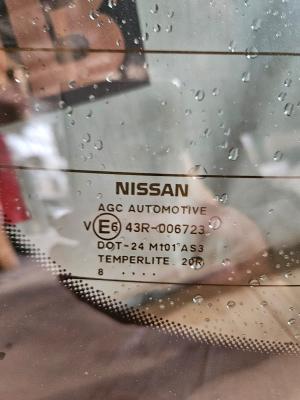 NISSAN
AGC AUTOMOTIVE
V E6 43R-006723
DOT-24 M101 AS3
TEMPERLITE 20R
8 ....